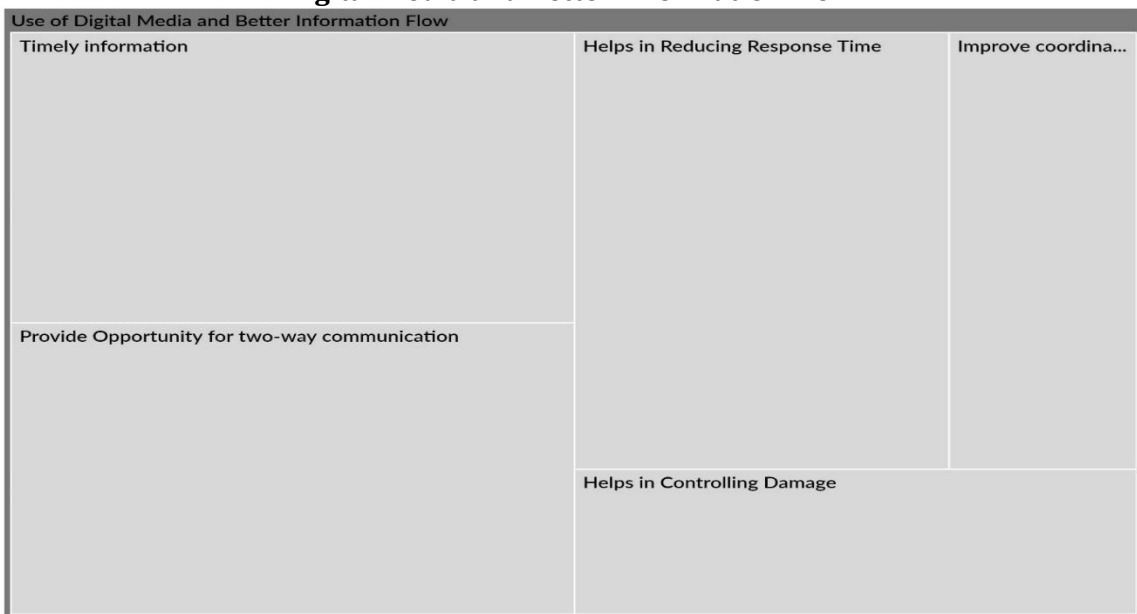 Use of Digital Media and Better Information Flow
Timely information
Helps in Reducing Response Time
Improve coordina...
Provide Opportunity for two-way communication
Helps in Controlling Damage